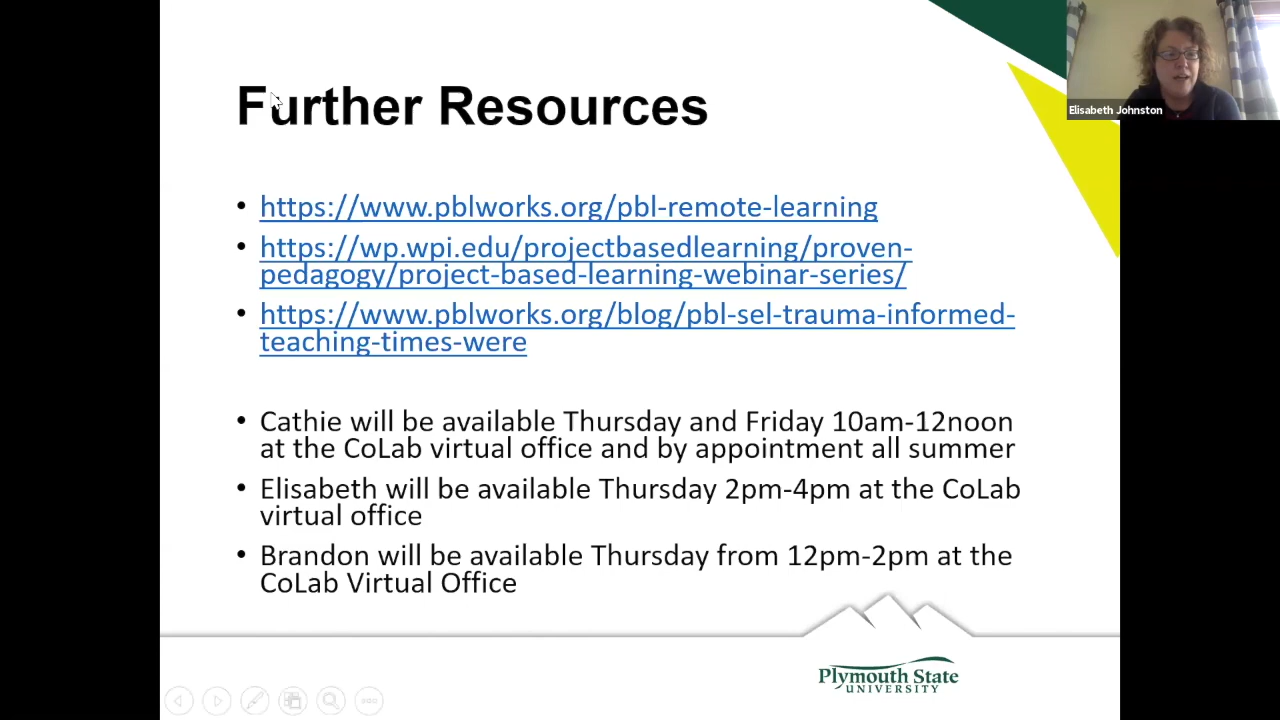 Further Resources
Elisabeth Johnston
• https://www.pblworks.org/pbl-remote-learning
• https://wp.wpi.edu/projectbasedlearning/proven-
pedagogy/project-based-learning-webinar-series/
• https://www.pblworks.org/blog/pbl-sel-trauma-informed-
teaching-times-were
• Cathie will be available Thursday and Friday 10am-12noon
at the CoLab virtual office and by appointment all summer
• Elisabeth will be available Thursday 2pm-4pm at the CoLab
virtual office
• Brandon will be available Thursday from 12pm-2pm at the
CoLab Virtual Office
Plymouth State
UNIVERSITY